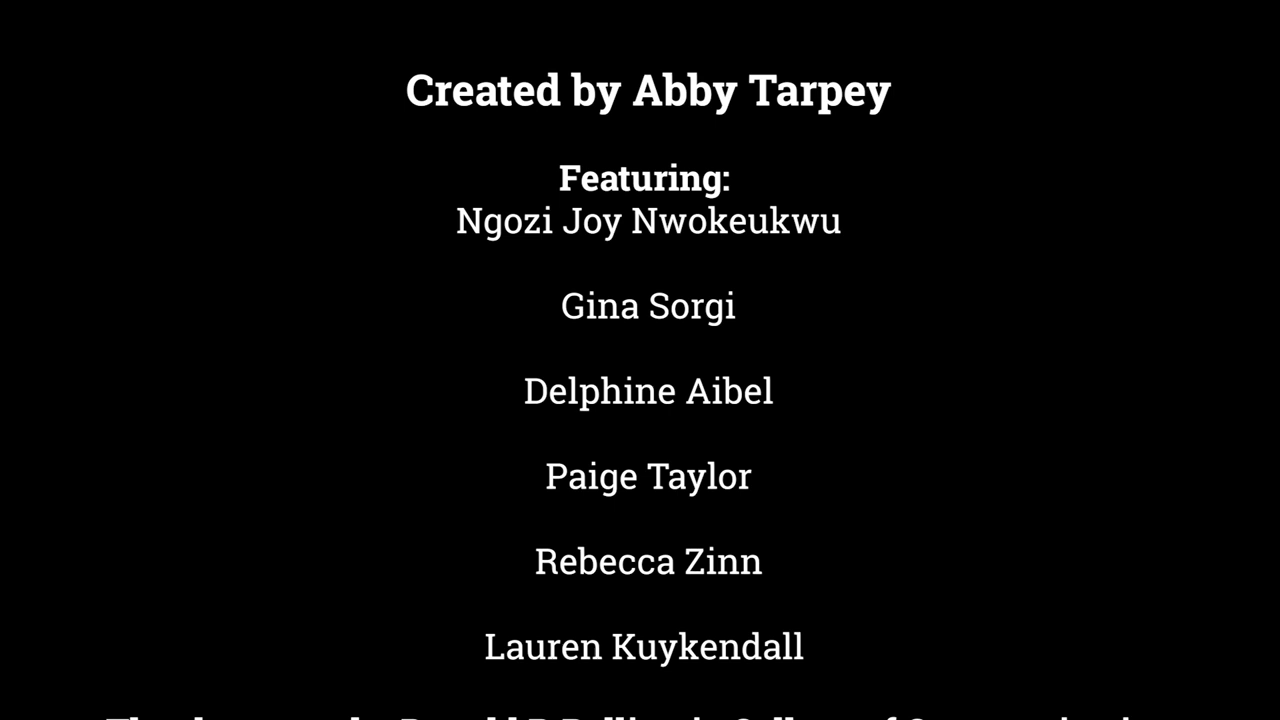 Created by Abby Tarpey
Featuring:
Ngozi Joy Nwokeukwu
Gina Sorgi
Delphine Aibel
Paige Taylor
Rebecca Zinn
Lauren Kuykendall